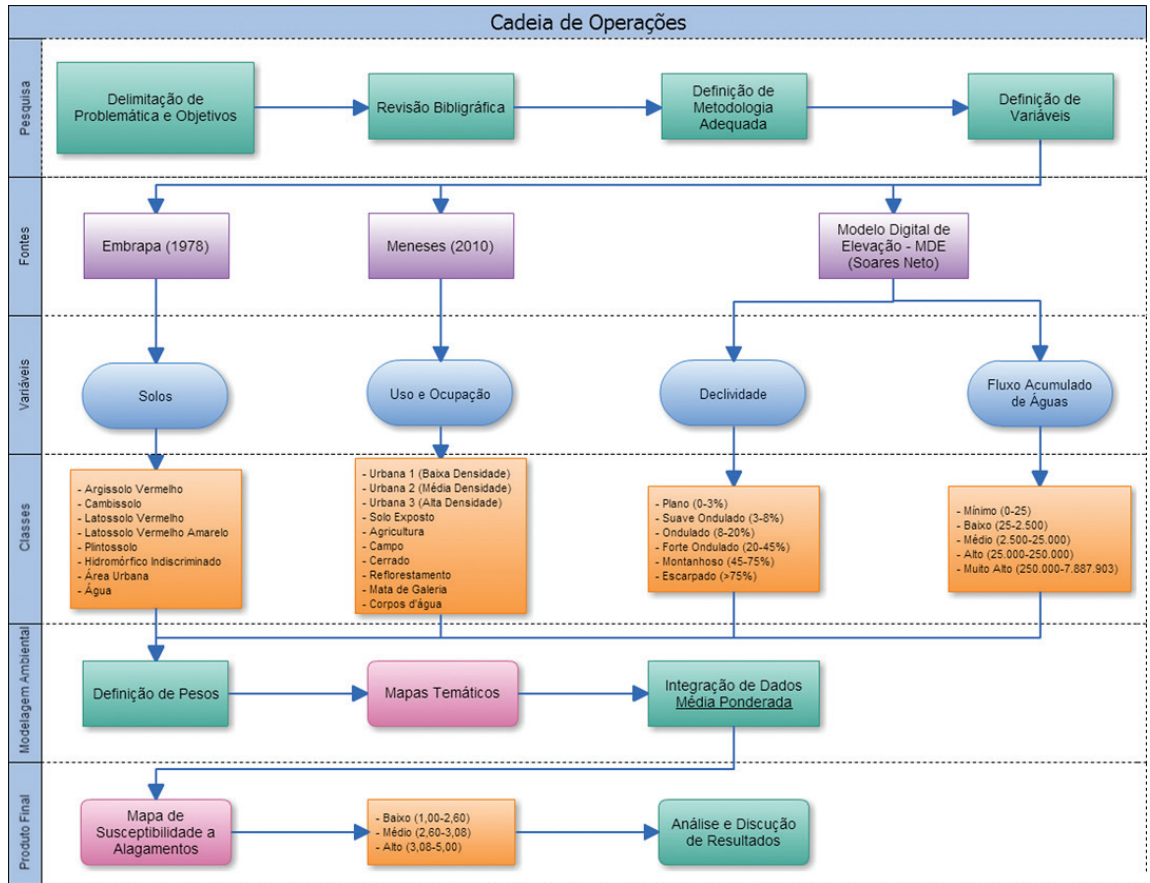 Cadeia de Operações
Pesquisa
Delimitação de
Problemática e Objetivos
Revisão Bibligráfica
Definição de
Metodologia
Adequada
Definição de
Variáveis
Fontes
Embrapa (1978)
Meneses (2010)
Modelo Digital de
Elevação - MDE
(Soares Neto)
Variáveis
Solos
Uso e Ocupação
Declividade
Fluxo Acumulado
de Águas
Classes
- Argissolo Vermelho
- Cambissolo
- Latossolo Vermelho
- Latossolo Vermelho Amarelo
- Plintossolo
- Hidromórfico Indiscriminado
- Área Urbana
- Água
- Urbana 1 (Baixa Densidade)
- Urbana 2 (Média Densidade)
- Urbana 3 (Alta Densidade)
- Solo Exposto
- Agricultura
- Campo
- Cerrado
- Reflorestamento
- Mata de Galeria
- Corpos d'água
- Plano (0-3%)
- Suave Ondulado (3-8%)
- Ondulado (8-20%)
- Forte Ondulado (20-45%)
- Montanhoso (45-75%)
- Escarpado (>75%)
- Mínimo (0-25)
- Baixo (25-2.500)
- Médio (2.500-25.000)
- Alto (25.000-250.000)
- Muito Alto (250.000-7.887.903)
Modelagem Ambiental
Definição de Pesos
Mapas Temáticos
Integração de Dados
Média Ponderada
Produto Final
Mapa de
Susceptibilidade a
Alagamentos
- Baixo (1,00-2,60)
- Médio (2,60-3,08)
- Alto (3,08-5,00)
Análise e Discução
de Resultados